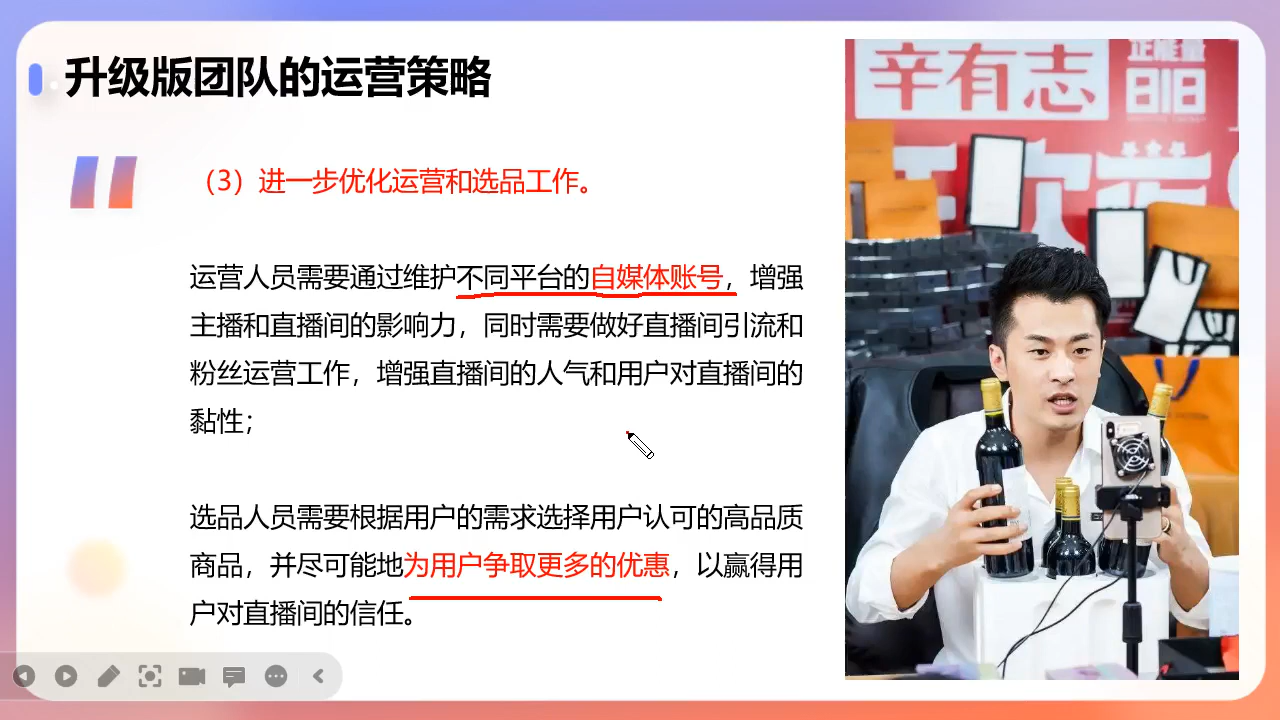 升级版团队的运营策略
（3）进一步优化运营和选品工作。
运营人员需要通过维护不同平台的自媒体账号，增强
主播和直播间的影响力，同时需要做好直播间引流和
粉丝运营工作，增强直播间的人气和用户对直播间的
黏性；
选品人员需要根据用户的需求选择用户认可的高品质
商品，并尽可能地为用户争取更多的优惠，以赢得用
户对直播间的信任。
辛有志
正能量
818